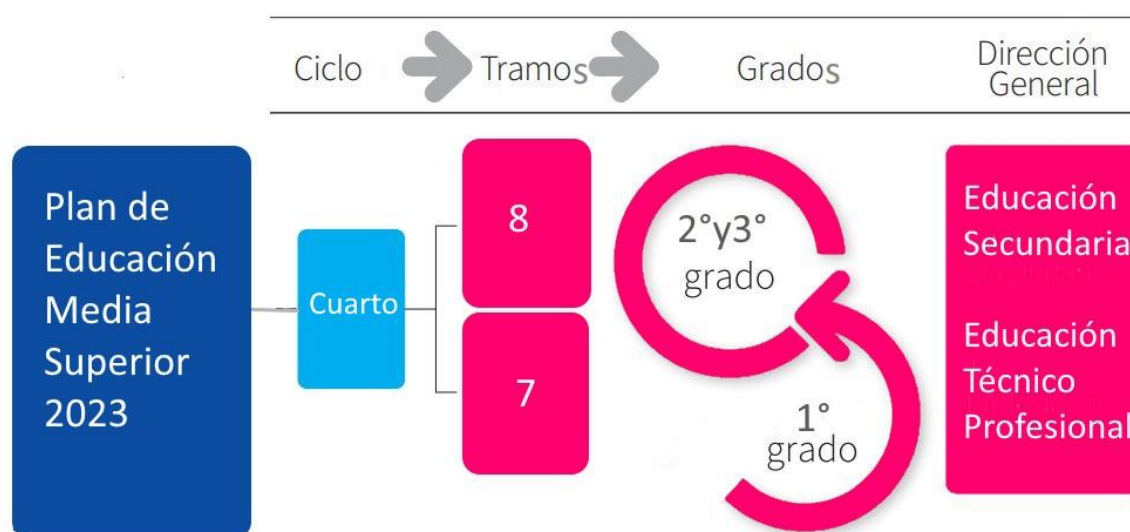 Ciclo
Tramos
Grados
Dirección
General
Plan de
Educación
Media
Superior
2023
Cuarto
8
7
2°y3°
grado
1°
grado
Educación
Secundaria
Educación
Técnico
Profesional